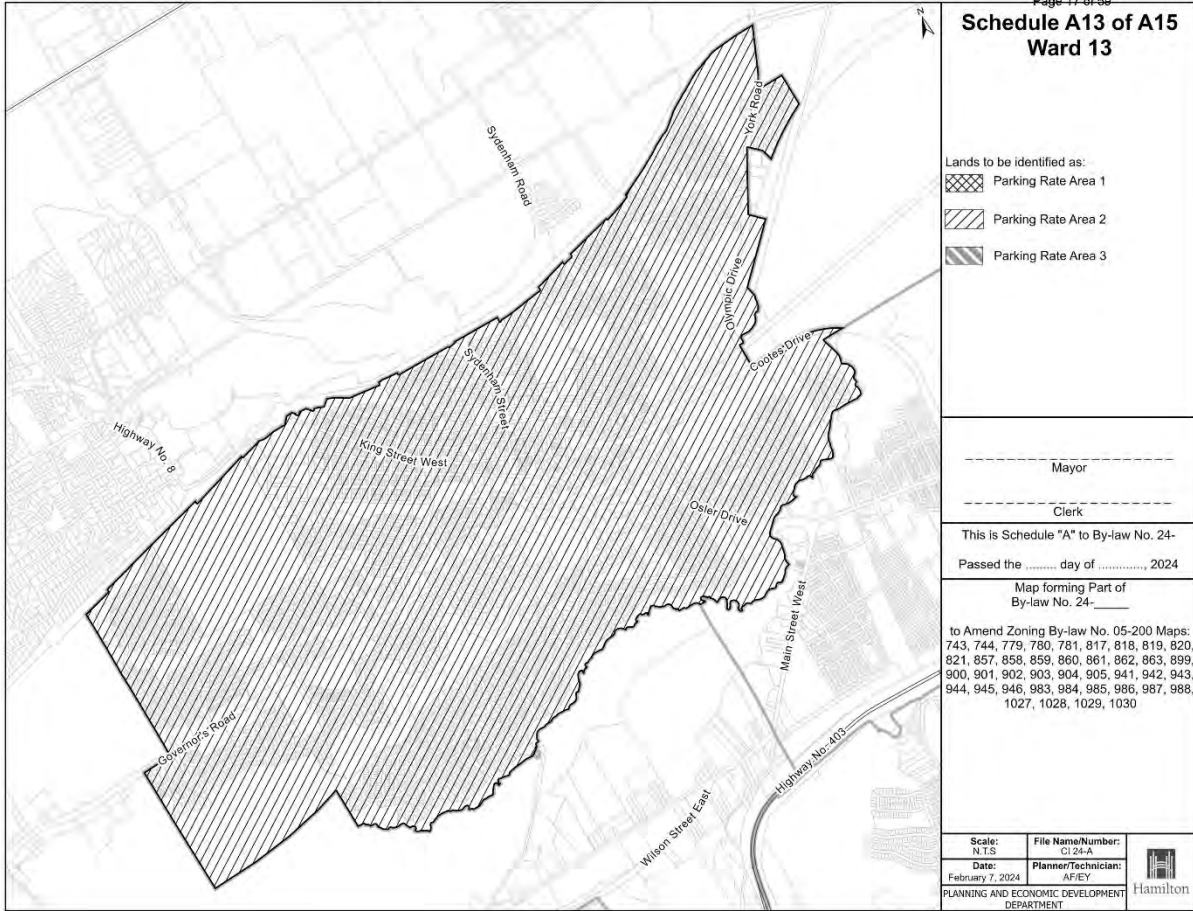 Page 17 of 59
Schedule A13 of A15
Ward 13
Lands to be identified as:
Parking Rate Area 1
Parking Rate Area 2
Parking Rate Area 3
Mayor
Clerk
This is Schedule "A" to By-law No. 24-
Passed the ......... day of ............., 2024
Map forming Part of
By-law No. 24-_____
to Amend Zoning By-law No. 05-200 Maps:
743, 744, 779, 780, 781, 817, 818, 819, 820,
821, 857, 858, 859, 860, 861, 862, 863, 899,
900, 901, 902, 903, 904, 905, 941, 942, 943,
944, 945, 946, 983, 984, 985, 986, 987, 988,
1027, 1028, 1029, 1030
Scale:
N.T.S
File Name/Number:
CI 24-A
Date:
February 7, 2024
Planner/Technician:
AF/EY
PLANNING AND ECONOMIC DEVELOPMENT
DEPARTMENT
Hamilton
N
York Road
Sydenham Road
Olympic Drive
Cootes Drive
Sydenham Street
King Street West
Highway No. 8
Osler Drive
Main Street West
Governor's Road
Highway No. 403
Wilson Street East